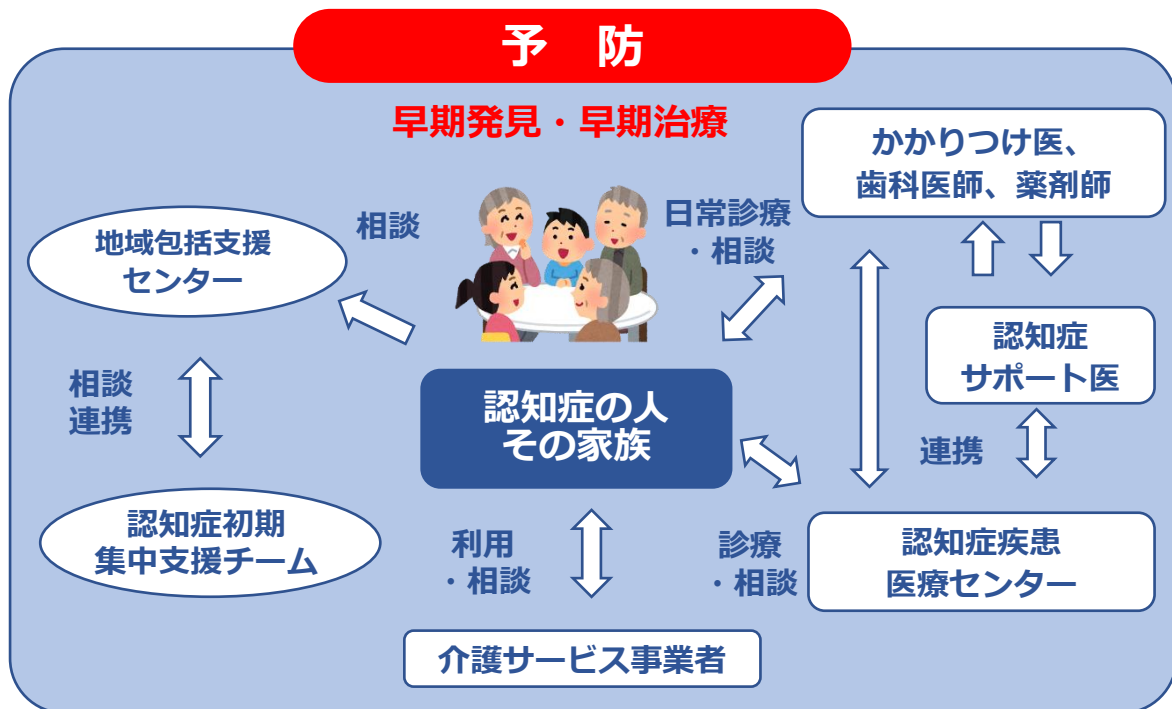 予　防
早期発見・早期治療
かかりつけ医、
歯科医師、薬剤師
相談
日常診療
・相談
地域包括支援
センター
認知症
サポート医
相談
連携
認知症の人
その家族
連携
認知症初期
集中支援チーム
利用
・相談
診療
・相談
認知症疾患
医療センター
介護サービス事業者